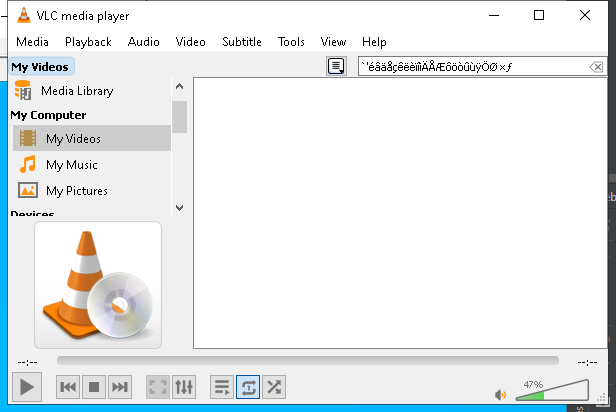 VLC media player
Media Playback Audio Video Subtitle Tools View Help
My Videos
`'éâäåçêëèïîìÄÅÆôöòûùÿÖØ×ƒ
Media Library
My Computer
My Videos
My Music
My Pictures
Devices
--:-- --:--
47%